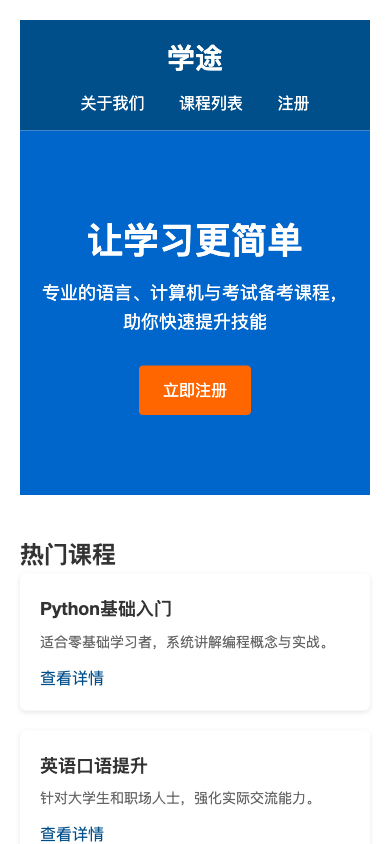 学途
关于我们 课程列表 注册
让学习更简单
专业的语言、计算机与考试备考课程，
助你快速提升技能
立即注册
热门课程
Python基础入门
适合零基础学习者，系统讲解编程概念与实战。
查看详情
英语口语提升
针对大学生和职场人士，强化实际交流能力。
查看详情